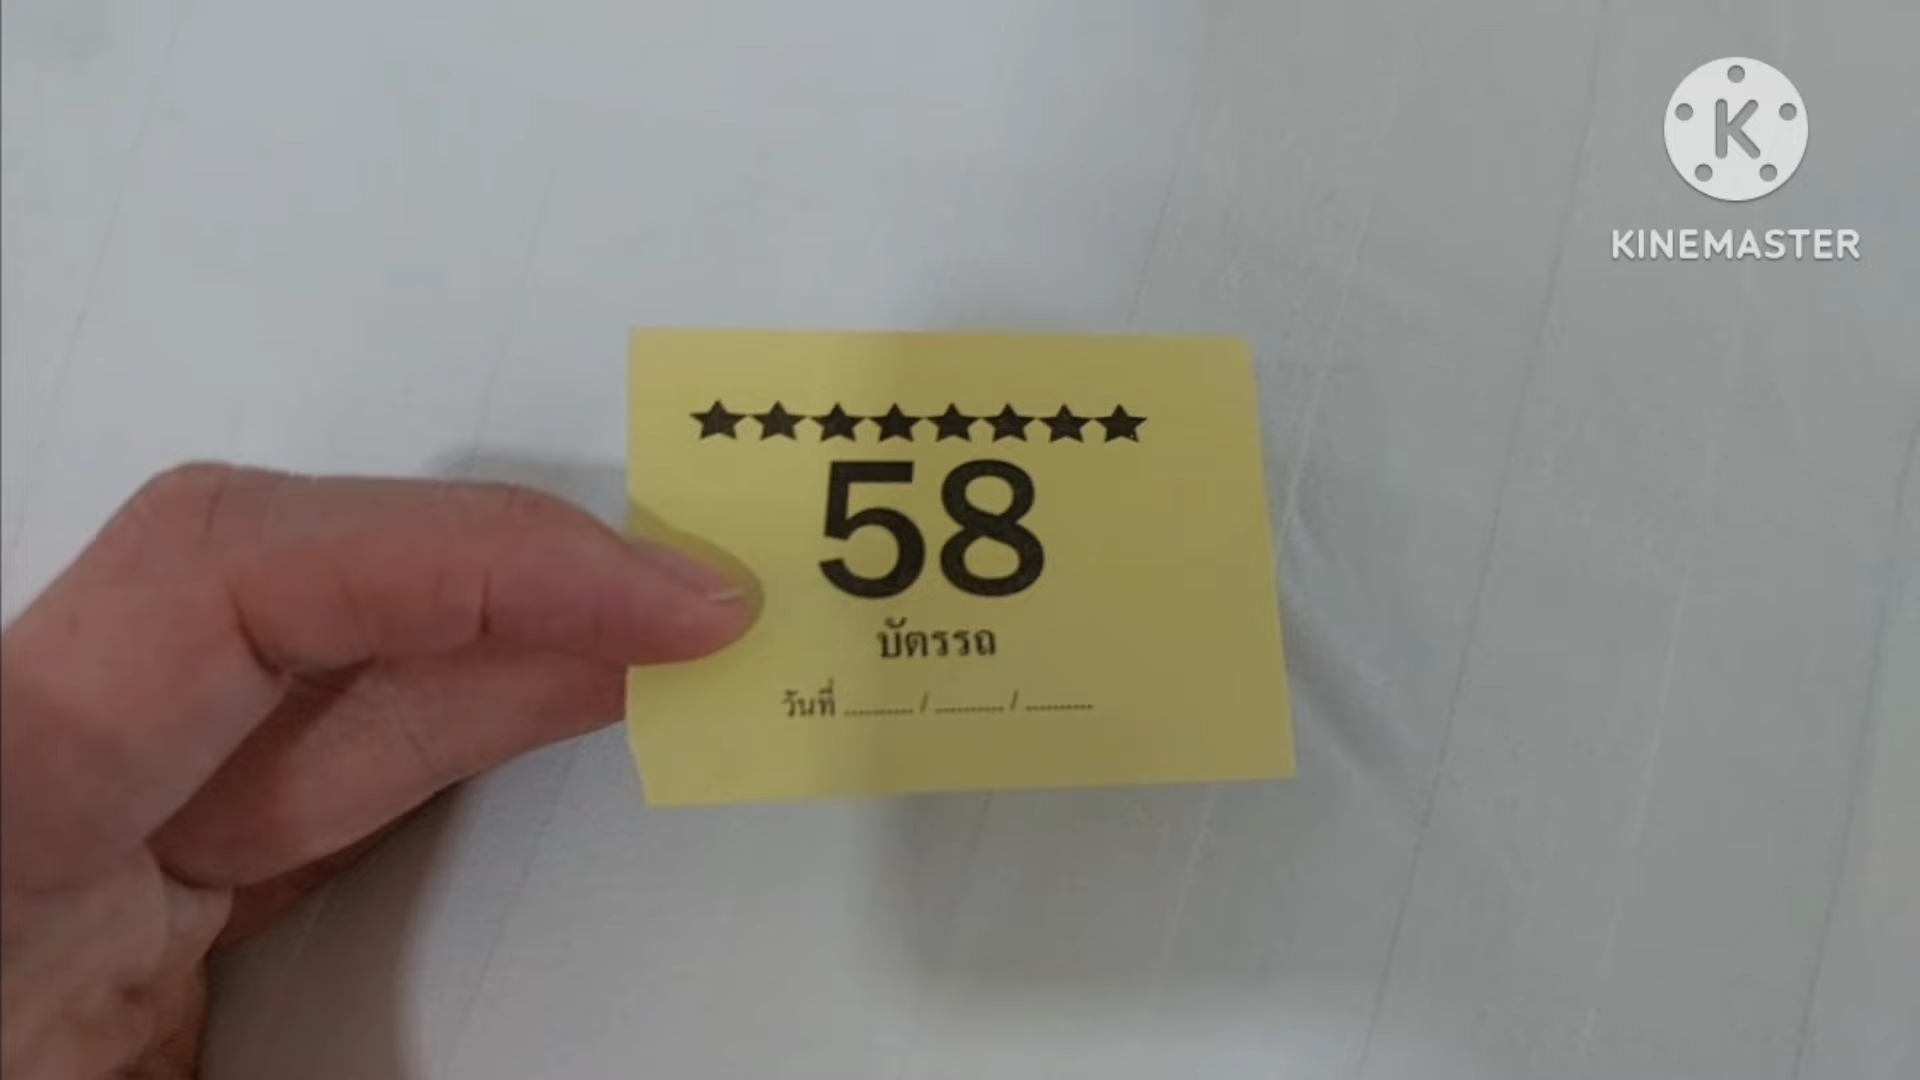 K
KINEMASTER
★★★★★★★★
58
บัตรรถ
วันที่ ........ / ........ / ........